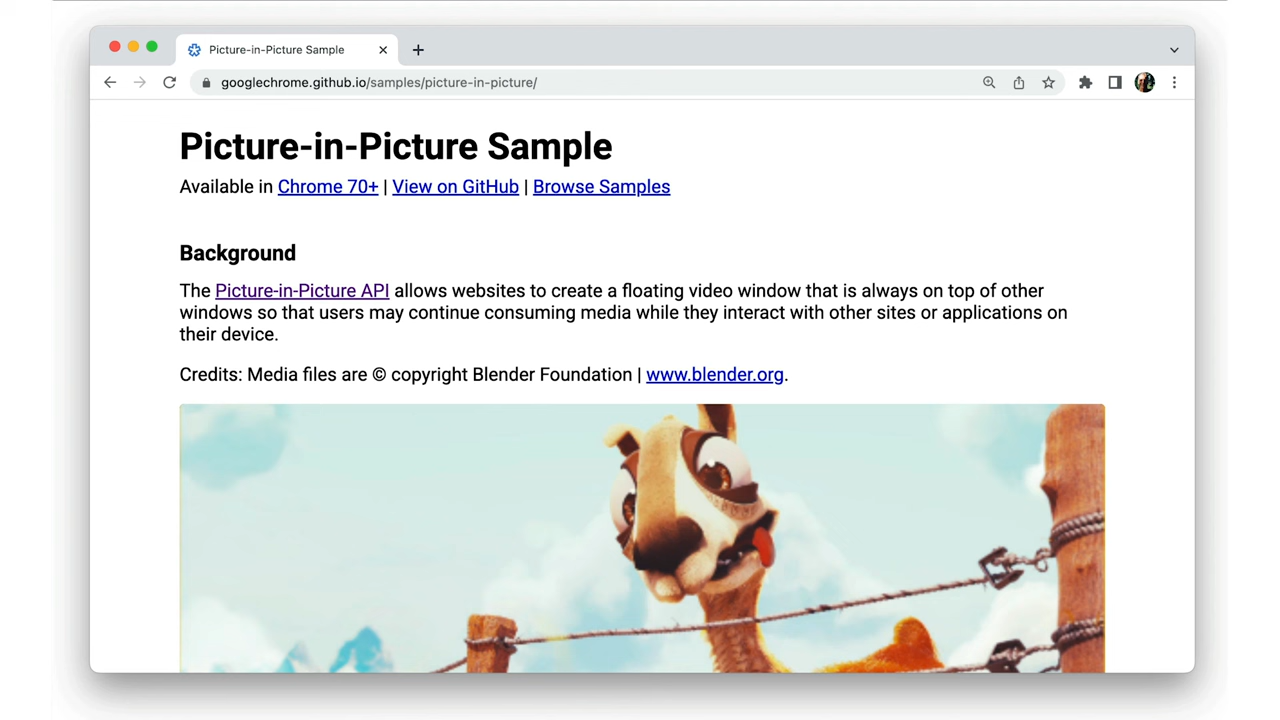 Picture-in-Picture Sample
googlechrome.github.io/samples/picture-in-picture/
Picture-in-Picture Sample
Available in Chrome 70+ | View on GitHub | Browse Samples
Background
The Picture-in-Picture API allows websites to create a floating video window that is always on top of other
windows so that users may continue consuming media while they interact with other sites or applications on
their device.
Credits: Media files are © copyright Blender Foundation | www.blender.org.